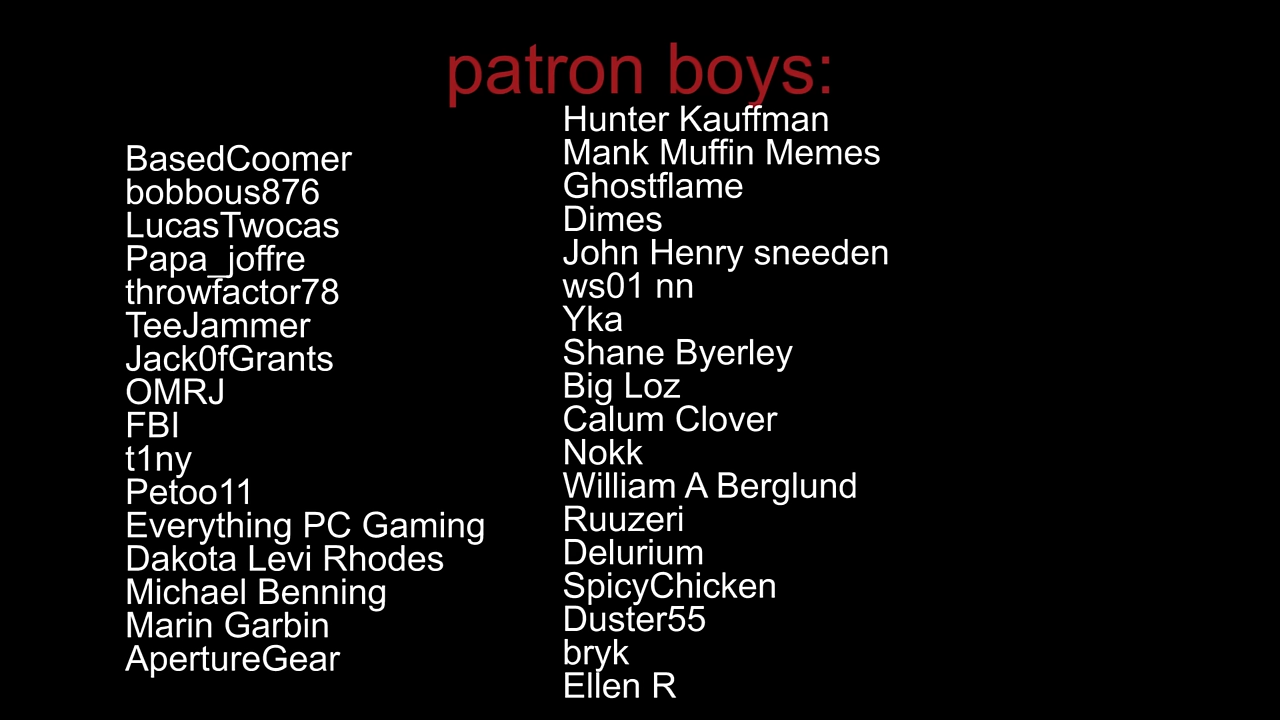 patron boys:
BasedCoomer
bobbous876
LucasTwocas
Papa_joffre
throwfactor78
TeeJammer
Jack0fGrants
OMRJ
FBI
t1ny
Petoo11
Everything PC Gaming
Dakota Levi Rhodes
Michael Benning
Marin Garbin
ApertureGear
Hunter Kauffman
Mank Muffin Memes
Ghostflame
Dimes
John Henry sneeden
ws01 nn
Yka
Shane Byerley
Big Loz
Calum Clover
Nokk
William A Berglund
Ruuzeri
Delurium
SpicyChicken
Duster55
bryk
Ellen R